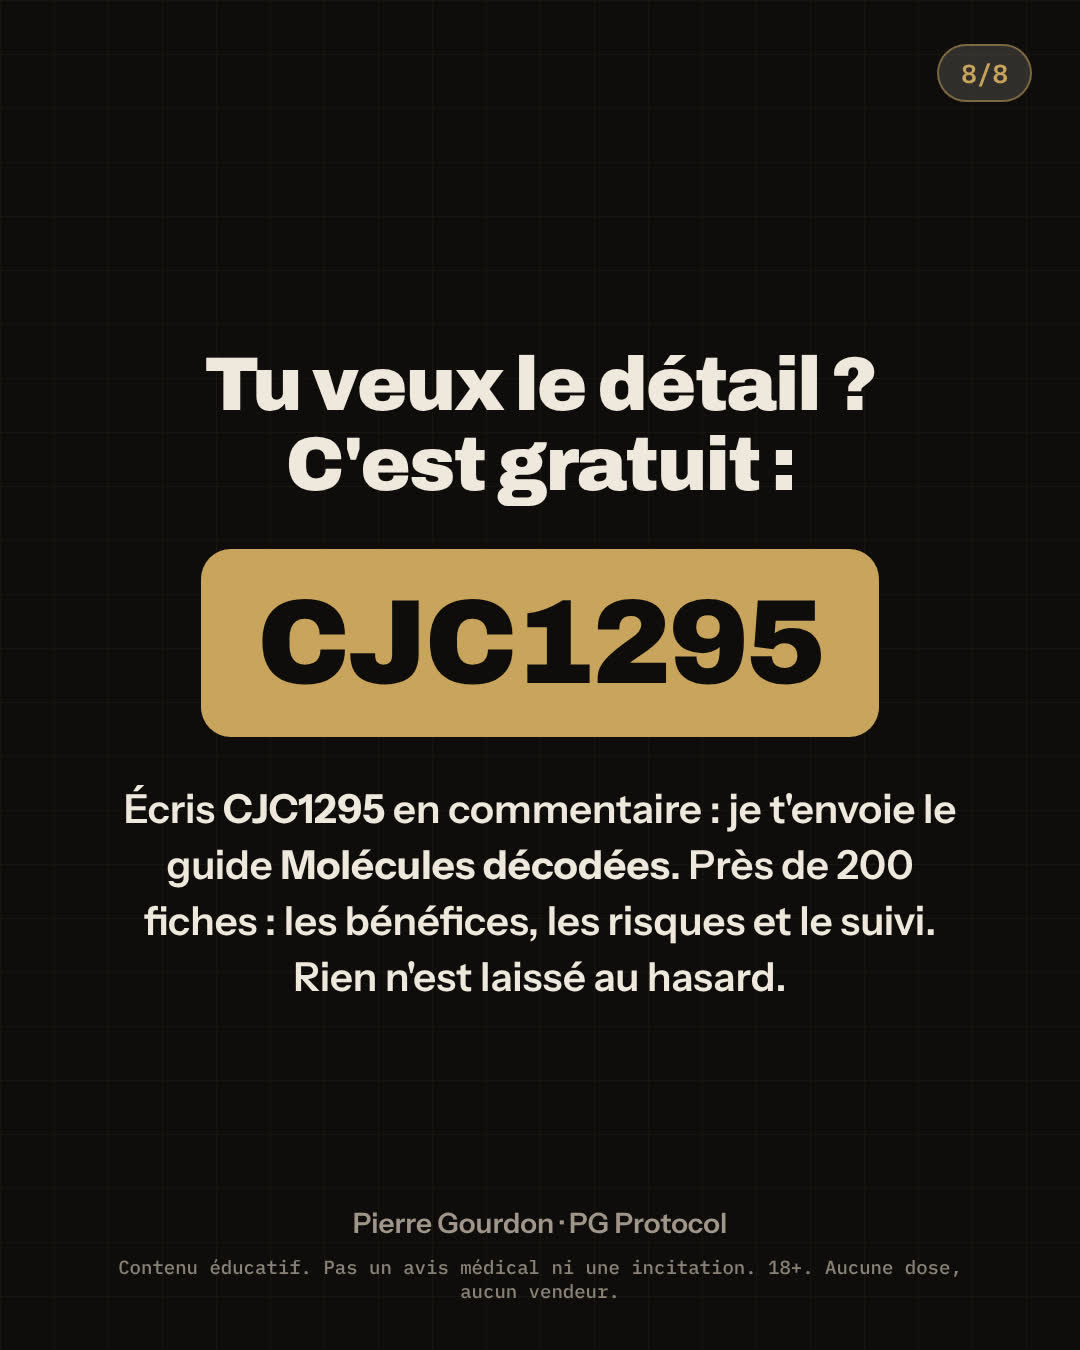 8/8
Tu veux le détail ?
C'est gratuit :
CJC1295
Écris CJC1295 en commentaire : je t'envoie le
guide Molécules décodées. Près de 200
fiches : les bénéfices, les risques et le suivi.
Rien n'est laissé au hasard.
Pierre Gourdon · PG Protocol
Contenu éducatif. Pas un avis médical ni une incitation. 18+. Aucune dose,
aucun vendeur.